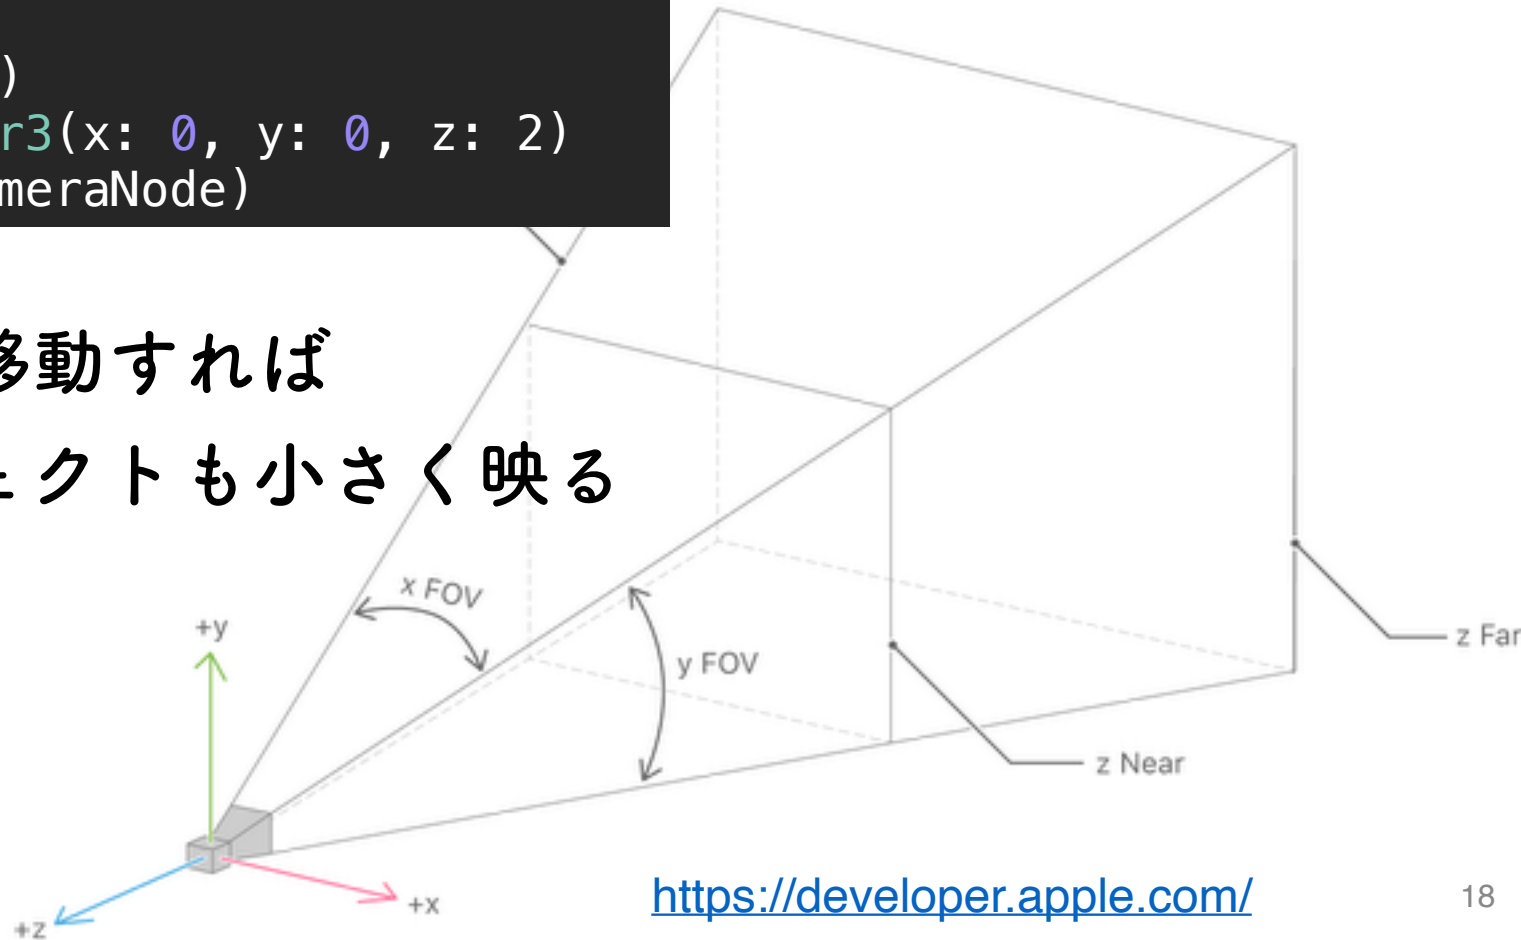 )
r3(x: 0, y: 0, z: 2)
meraNode)
移動すれば
ェクトも小さく映る
x FOV
+y
y FOV
z Far
z Near
+x
+z
https://developer.apple.com/
18